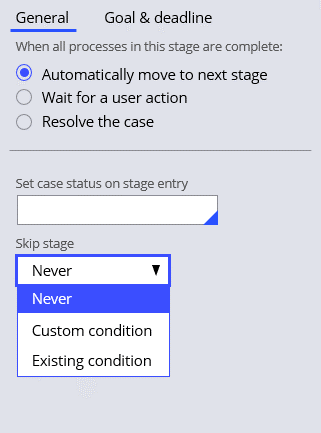 General Goal & deadline
When all processes in this stage are complete:
Automatically move to next stage
Wait for a user action
Resolve the case
Set case status on stage entry
Skip stage
Never
Never
Custom condition
Existing condition